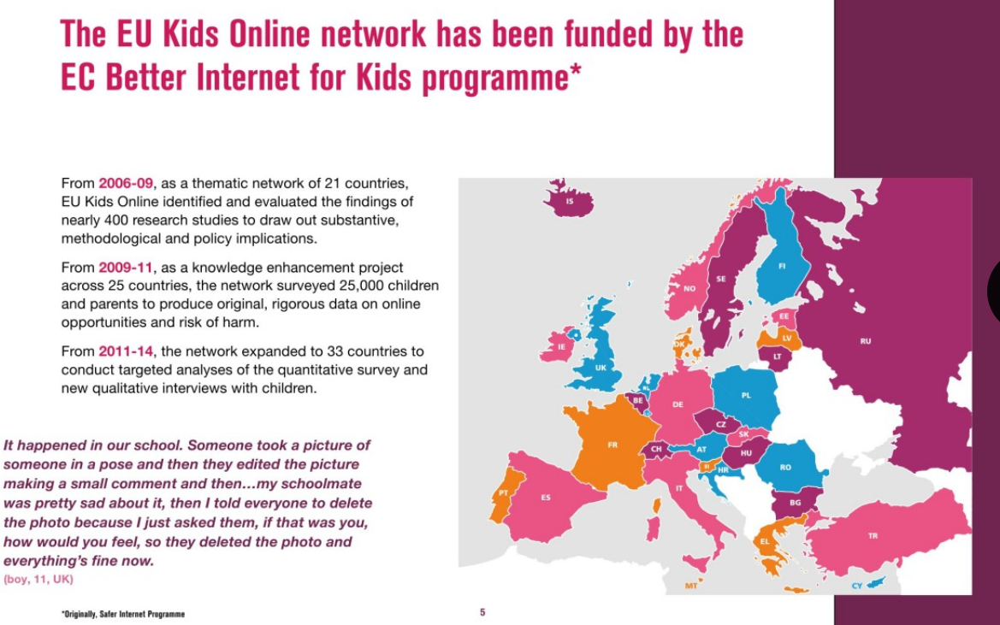 The EU Kids Online network has been funded by the
EC Better Internet for Kids programme*
From 2006-09, as a thematic network of 21 countries,
EU Kids Online identified and evaluated the findings of
nearly 400 research studies to draw out substantive,
methodological and policy implications.
From 2009-11, as a knowledge enhancement project
across 25 countries, the network surveyed 25,000 children
and parents to produce original, rigorous data on online
opportunities and risk of harm.
From 2011-14, the network expanded to 33 countries to
conduct targeted analyses of the quantitative survey and
new qualitative interviews with children.
It happened in our school. Someone took a picture of
someone in a pose and then they edited the picture
making a small comment and then…my schoolmate
was pretty sad about it, then I told everyone to delete
the photo because I just asked them, if that was you,
how would you feel, so they deleted the photo and
everything's fine now.
(boy, 11, UK)
IS
FI
SE
NO
EE
LV
RU
DK
IE
LT
UK
NL
PL
BE
DE
CZ
SK
FR
CH
AT
HU
SI
HR
RO
IT
PT
ES
BG
TR
EL
MT
CY
*Originally, Safer Internet Programme
5